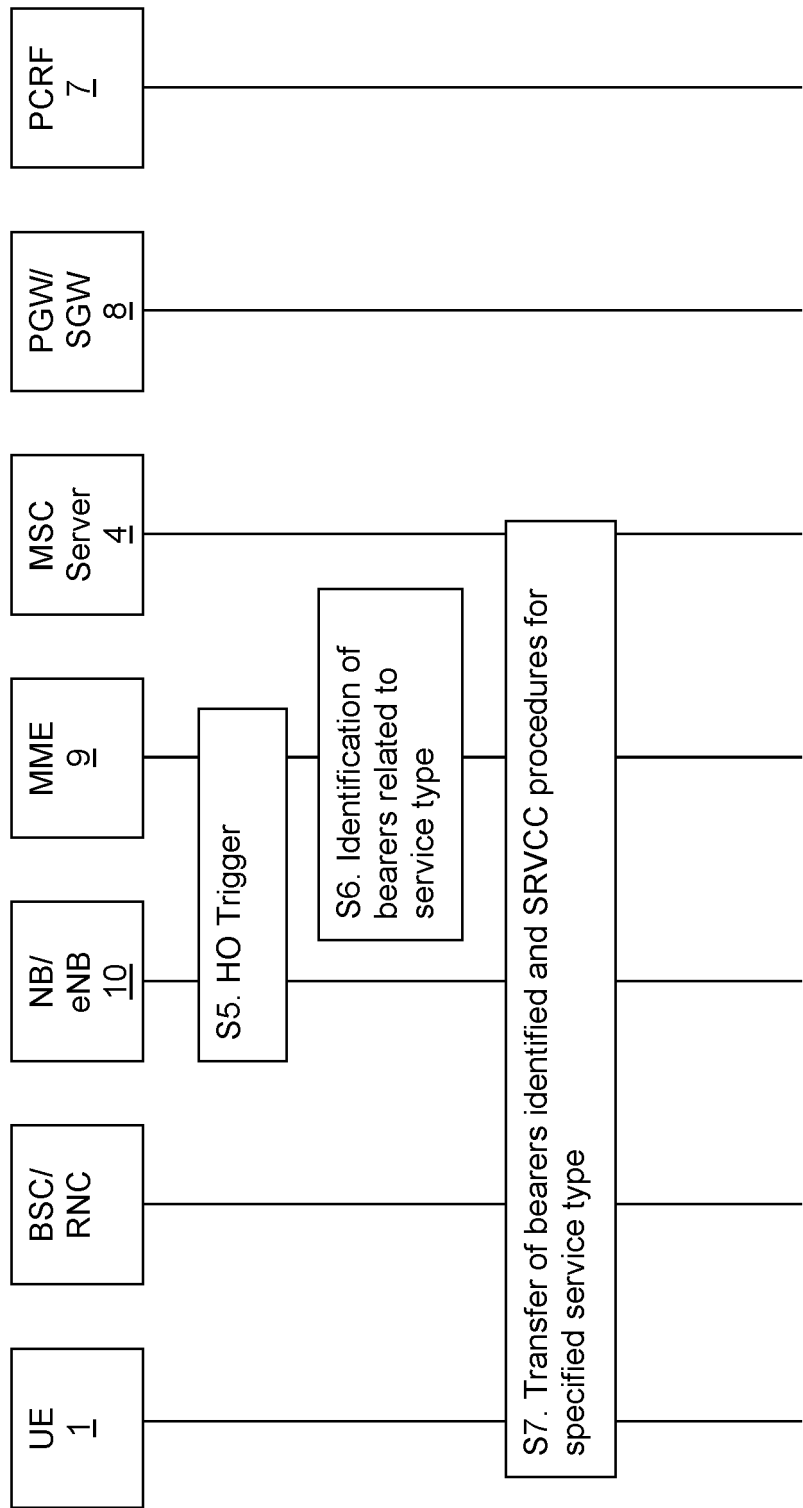 UE
1
BSC/
RNC
NB/
eNB
10
MME
9
MSC
Server
4
PGW/
SGW
8
PCRF
7
S5. HO Trigger
S6. Identification of
bearers related to
service type
S7. Transfer of bearers identified and SRVCC procedures for
specified service type